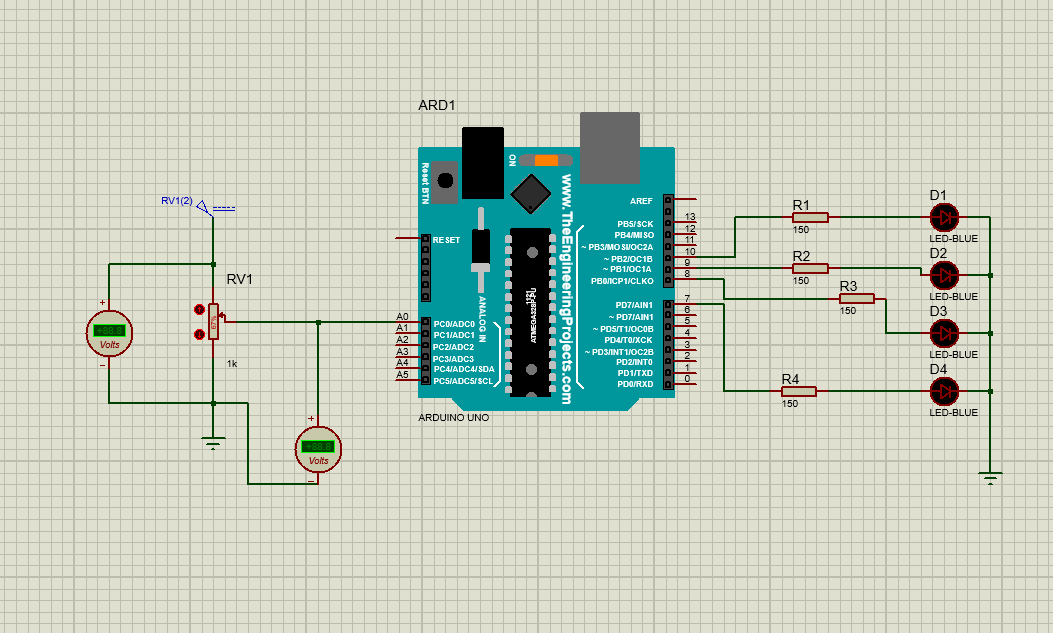 ARD1
ON
Reset BTN
www.TheEngineeringProjects.com
RV1(2)
RV1
67%
1k
+88.8
Volts
+88.8
Volts
RESET
ANALOG IN
A0 PC0/ADC0
A1 PC1/ADC1
A2 PC2/ADC2
A3 PC3/ADC3
A4 PC4/ADC4/SDA
A5 PC5/ADC5/SCL
AREF
PB5/SCK 13
PB4/MISO 12
~ PB3/MOSI/OC2A 11
~ PB2/OC1B 10
~ PB1/OC1A 9
PB0/ICP1/CLKO 8
PD7/AIN1 7
~ PD7/AIN1 6
~ PD5/T1/OC0B 5
PD4/T0/XCK 4
~ PD3/INT1/OC2B 3
PD2/INT0 2
PD1/TXD 1
PD0/RXD 0
ARDUINO UNO
R1
150
R2
150
R3
150
R4
150
D1
LED-BLUE
D2
LED-BLUE
D3
LED-BLUE
D4
LED-BLUE